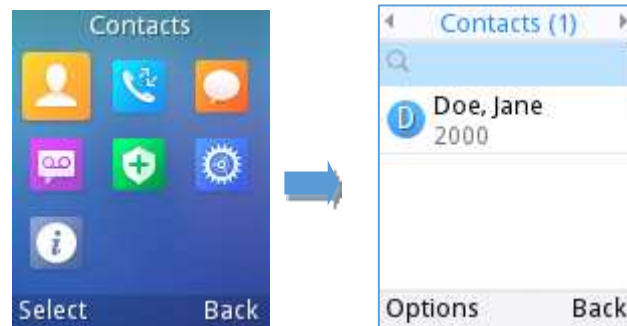 Contacts
Select Back
Contacts (1)
D
Doe, Jane
2000
Options Back